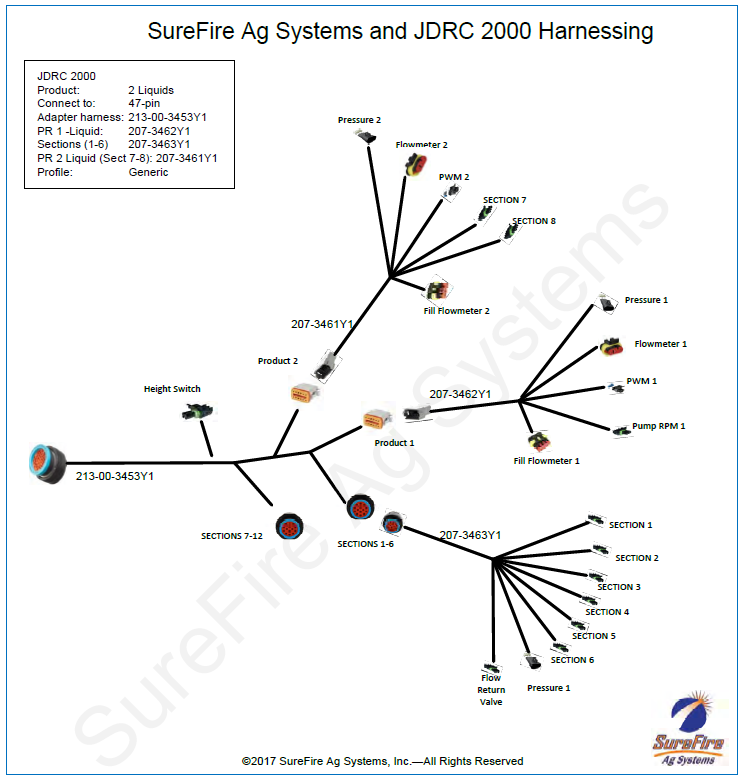 SureFire Ag Systems and JDRC 2000 Harnessing
JDRC 2000
Product: 2 Liquids
Connect to: 47-pin
Adapter harness: 213-00-3453Y1
PR 1 -Liquid: 207-3462Y1
Sections (1-6) 207-3463Y1
PR 2 Liquid (Sect 7-8): 207-3461Y1
Profile: Generic
Pressure 2
Flowmeter 2
PWM 2
SECTION 7
SECTION 8
Fill Flowmeter 2
207-3461Y1
Product 2
Pressure 1
Flowmeter 1
PWM 1
Pump RPM 1
Fill Flowmeter 1
207-3462Y1
Height Switch
Product 1
213-00-3453Y1
SECTIONS 7-12
SECTIONS 1-6
207-3463Y1
SECTION 1
SECTION 2
SECTION 3
SECTION 4
SECTION 5
SECTION 6
Pressure 1
Flow
Return
Valve
SureFire Ag Systems
SureFire
Ag Systems
©2017 SureFire Ag Systems, Inc.—All Rights Reserved